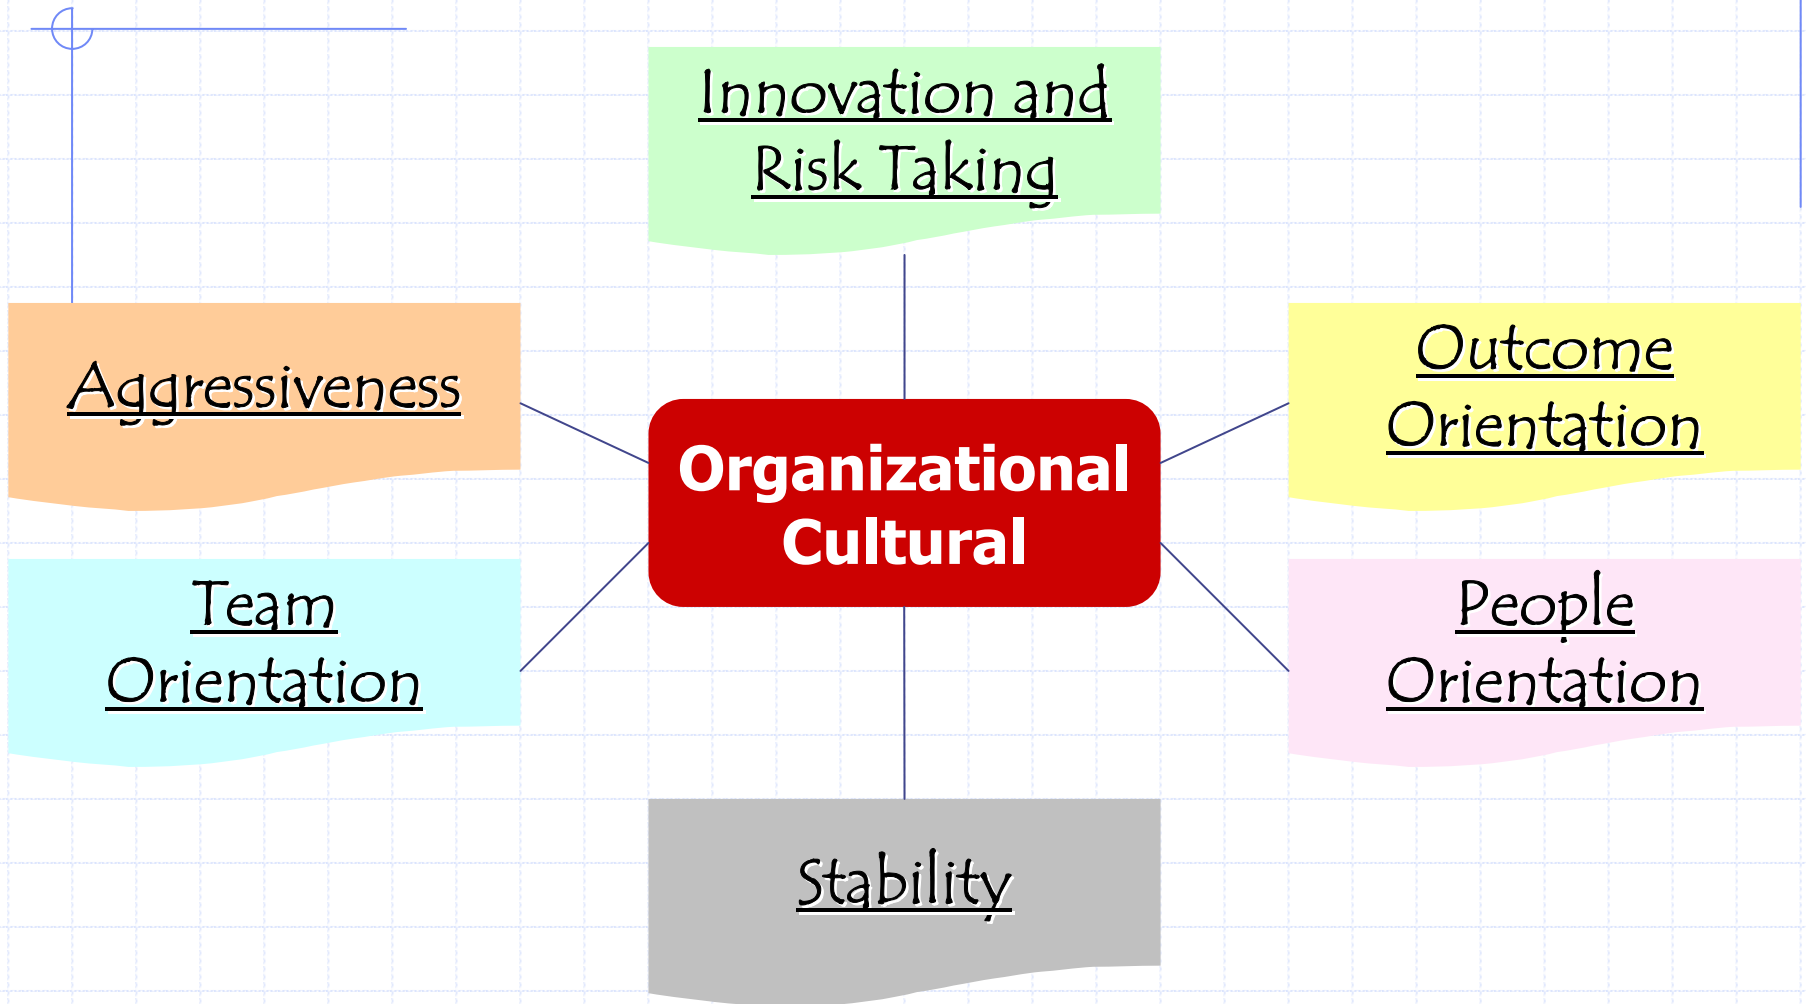 Innovation and
Risk Taking
Aggressiveness
Outcome
Orientation
Organizational
Cultural
Team
Orientation
People
Orientation
Stability